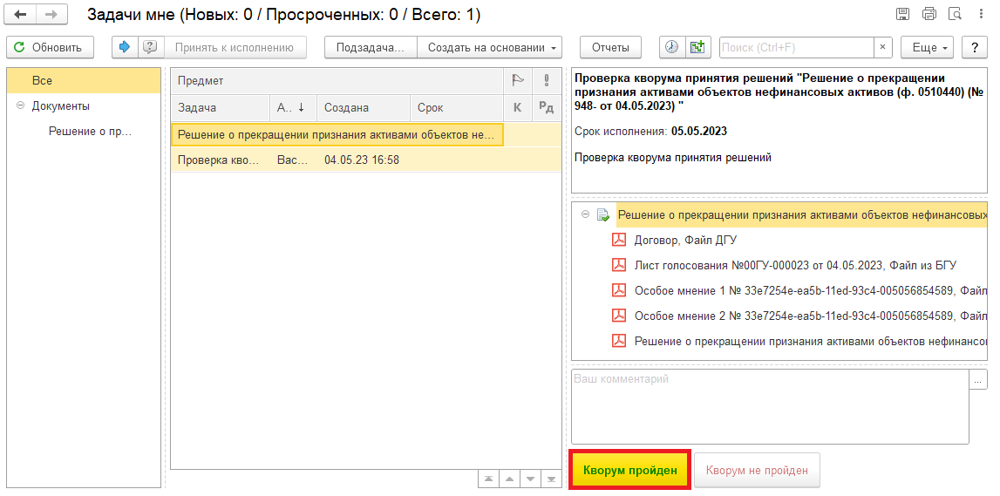 Задачи мне (Новых: 0 / Просроченных: 0 / Всего: 1)
Обновить
Принять к исполнению
Подзадача...
Создать на основании
Отчеты
Поиск (Ctrl+F)
×
Еще
?
Все
Документы
Решение о пр...
Предмет
Задача
А.. ↓
Создана
Срок
К
Рд
Решение о прекращении признания активами объектов не...
Проверка кво...
Вас...
04.05.23 16:58
Проверка кворума принятия решений "Решение о прекращении
признания активами объектов нефинансовых активов (ф. 0510440) (№
948- от 04.05.2023) "
Срок исполнения: 05.05.2023
Проверка кворума принятия решений
Решение о прекращении признания активами объектов нефинансовых
Договор, Файл ДГУ
Лист голосования №00ГУ-000023 от 04.05.2023, Файл из БГУ
Особое мнение 1 № 33e7254e-ea5b-11ed-93c4-005056854589, Файл
Особое мнение 2 № 33e7254e-ea5b-11ed-93c4-005056854589, Файл
Решение о прекращении признания активами объектов нефинансо
Ваш комментарий
...
Кворум пройден
Кворум не пройден